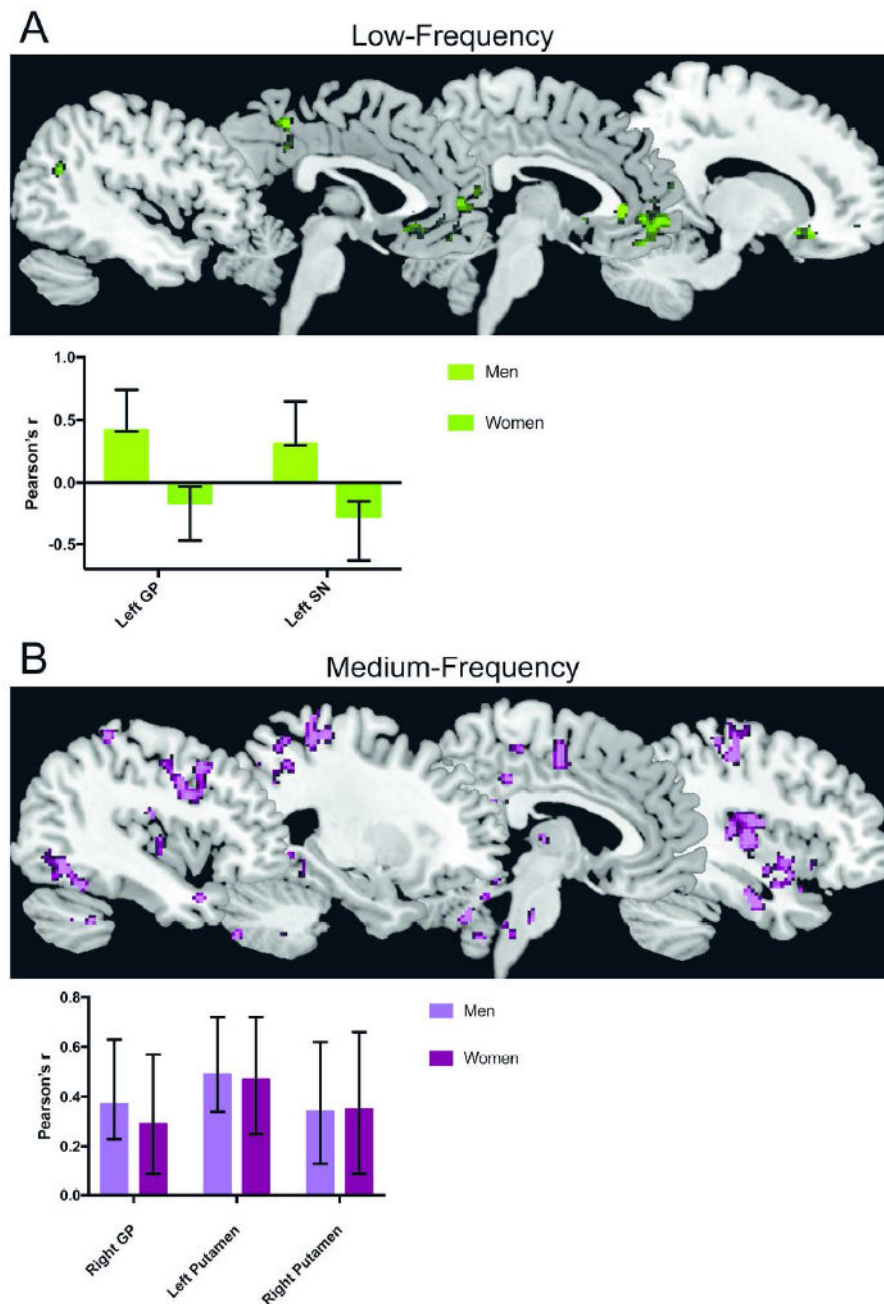 A
Low-Frequency
1.0
0.5
0.0
-0.5
Pearson's r
Left GP
Left SN
Men
Women
B
Medium-Frequency
0.8
0.6
0.4
0.2
0.0
Pearson's r
Right GP
Left Putamen
Right Putamen
Men
Women